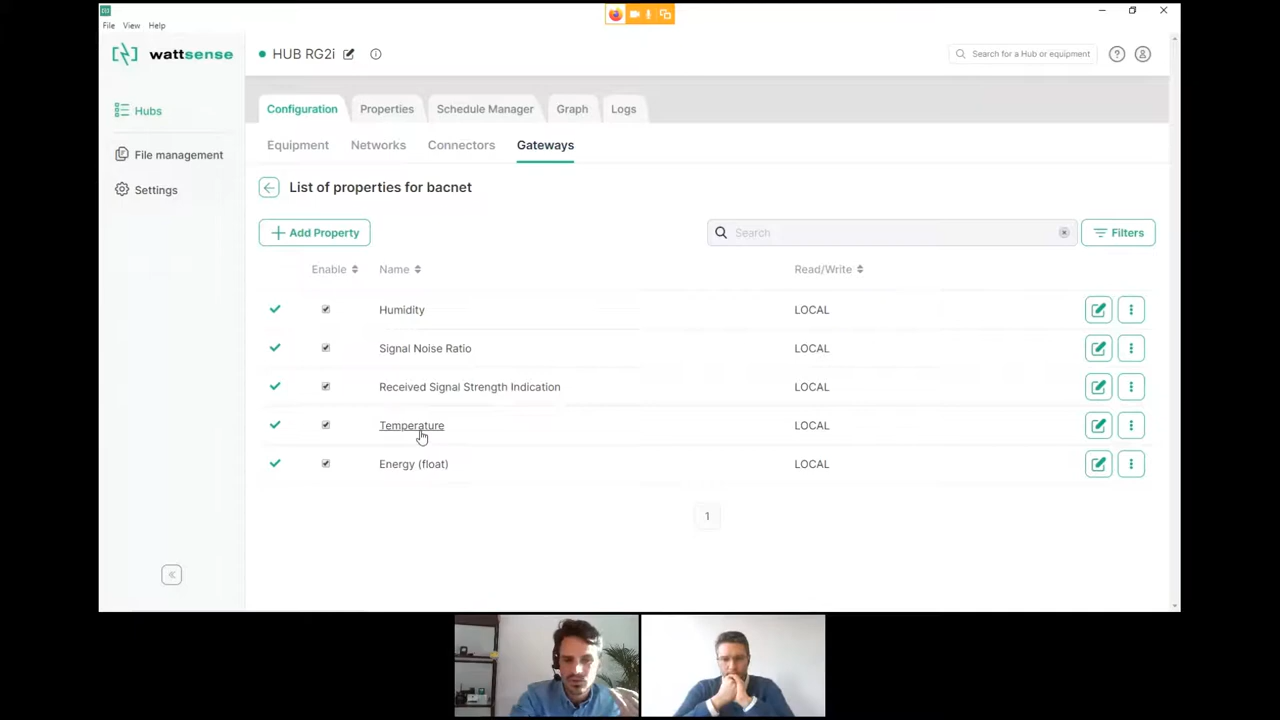 File View Help
wattsense
HUB RG2i
Search for a Hub or equipment
Hubs
File management
Settings
Configuration Properties Schedule Manager Graph Logs
Equipment Networks Connectors Gateways
List of properties for bacnet
Add Property
Search
Filters
Enable Name Read/Write
Humidity LOCAL
Signal Noise Ratio LOCAL
Received Signal Strength Indication LOCAL
Temperature LOCAL
Energy (float) LOCAL
1